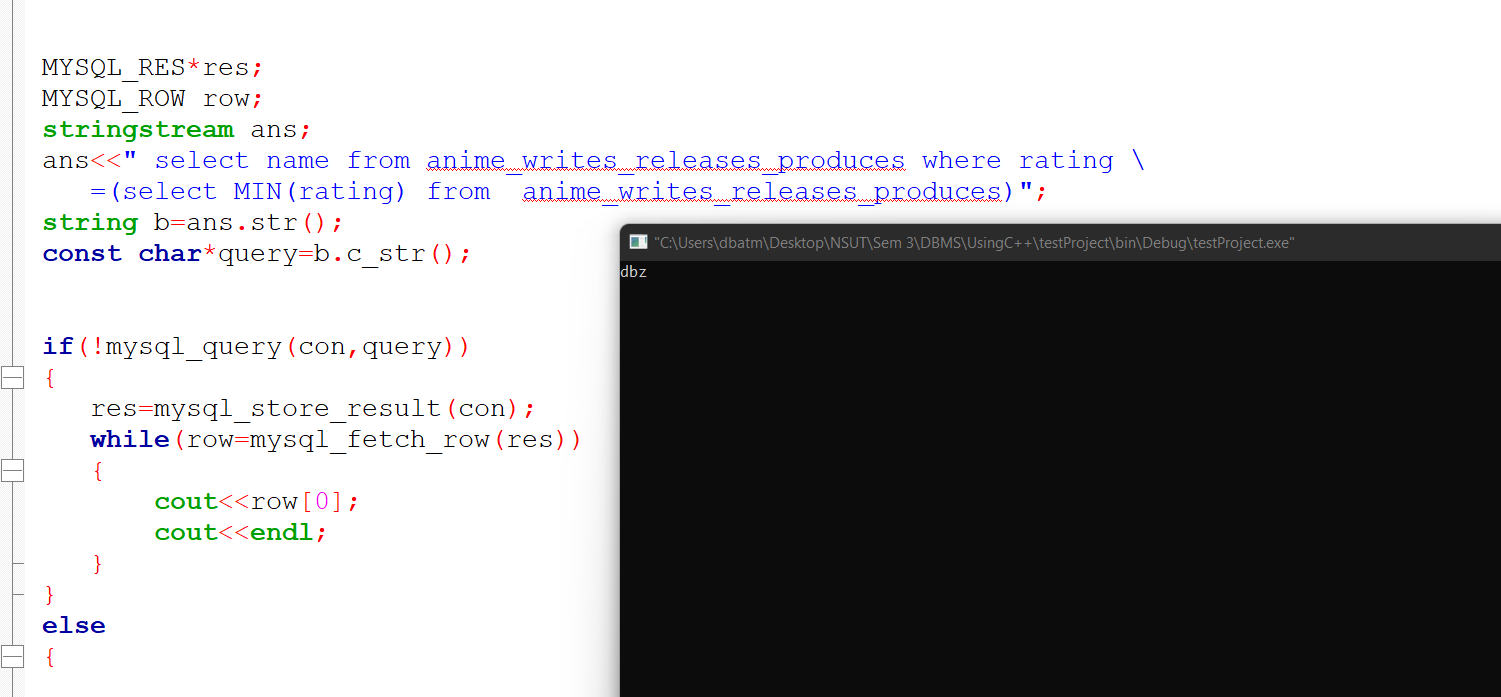 MYSQL_RES*res;
MYSQL_ROW row;
stringstream ans;
ans<<" select name from anime_writes_releases_produces where rating \
=(select MIN(rating) from  anime_writes_releases_produces)";
string b=ans.str();
const char*query=b.c_str();
if(!mysql_query(con,query))
{
res=mysql_store_result(con);
while(row=mysql_fetch_row(res))
{
cout<<row[0];
cout<<endl;
}
}
else
{
"C:\Users\dbatm\Desktop\NSUT\Sem 3\DBMS\UsingC++\testProject\bin\Debug\testProject.exe"
dbz